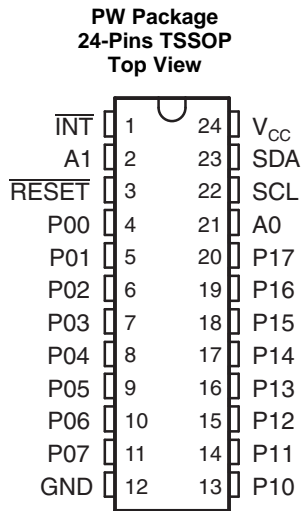 PW Package
24-Pins TSSOP
Top View
INT 1 24 VCC
A1 2 23 SDA
RESET 3 22 SCL
P00 4 21 A0
P01 5 20 P17
P02 6 19 P16
P03 7 18 P15
P04 8 17 P14
P05 9 16 P13
P06 10 15 P12
P07 11 14 P11
GND 12 13 P10